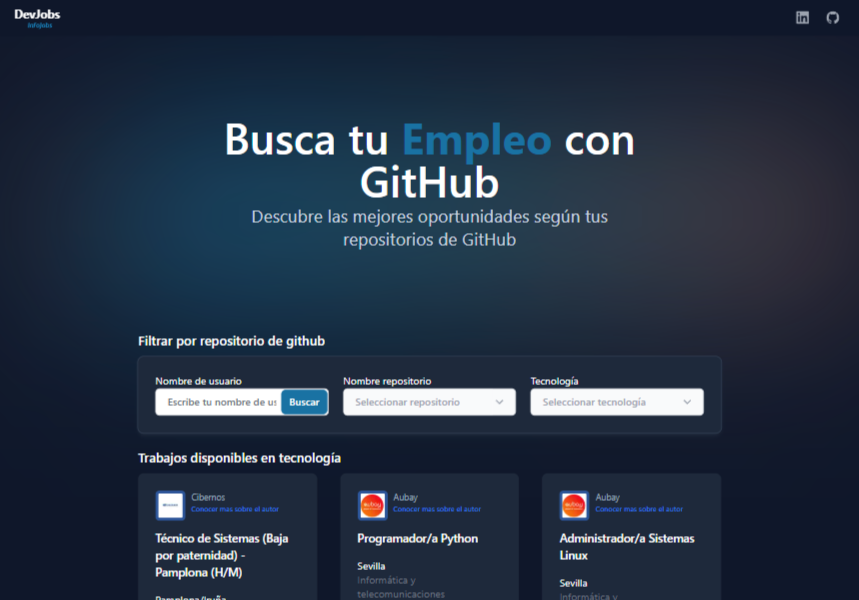 DevJobs
InfoJobs
Busca tu Empleo con
GitHub
Descubre las mejores oportunidades según tus
repositorios de GitHub
Filtrar por repositorio de github
Nombre de usuario
Escribe tu nombre de us
Buscar
Nombre repositorio
Seleccionar repositorio
Tecnología
Seleccionar tecnología
Trabajos disponibles en tecnología
Cibernos
Conocer mas sobre el autor
Técnico de Sistemas (Baja
por paternidad) -
Pamplona (H/M)
Pamplona/Iruña
aubay
Aubay
Conocer mas sobre el autor
Programador/a Python
Sevilla
Informática y
telecomunicaciones
aubay
Aubay
Conocer mas sobre el autor
Administrador/a Sistemas
Linux
Sevilla
Informática y